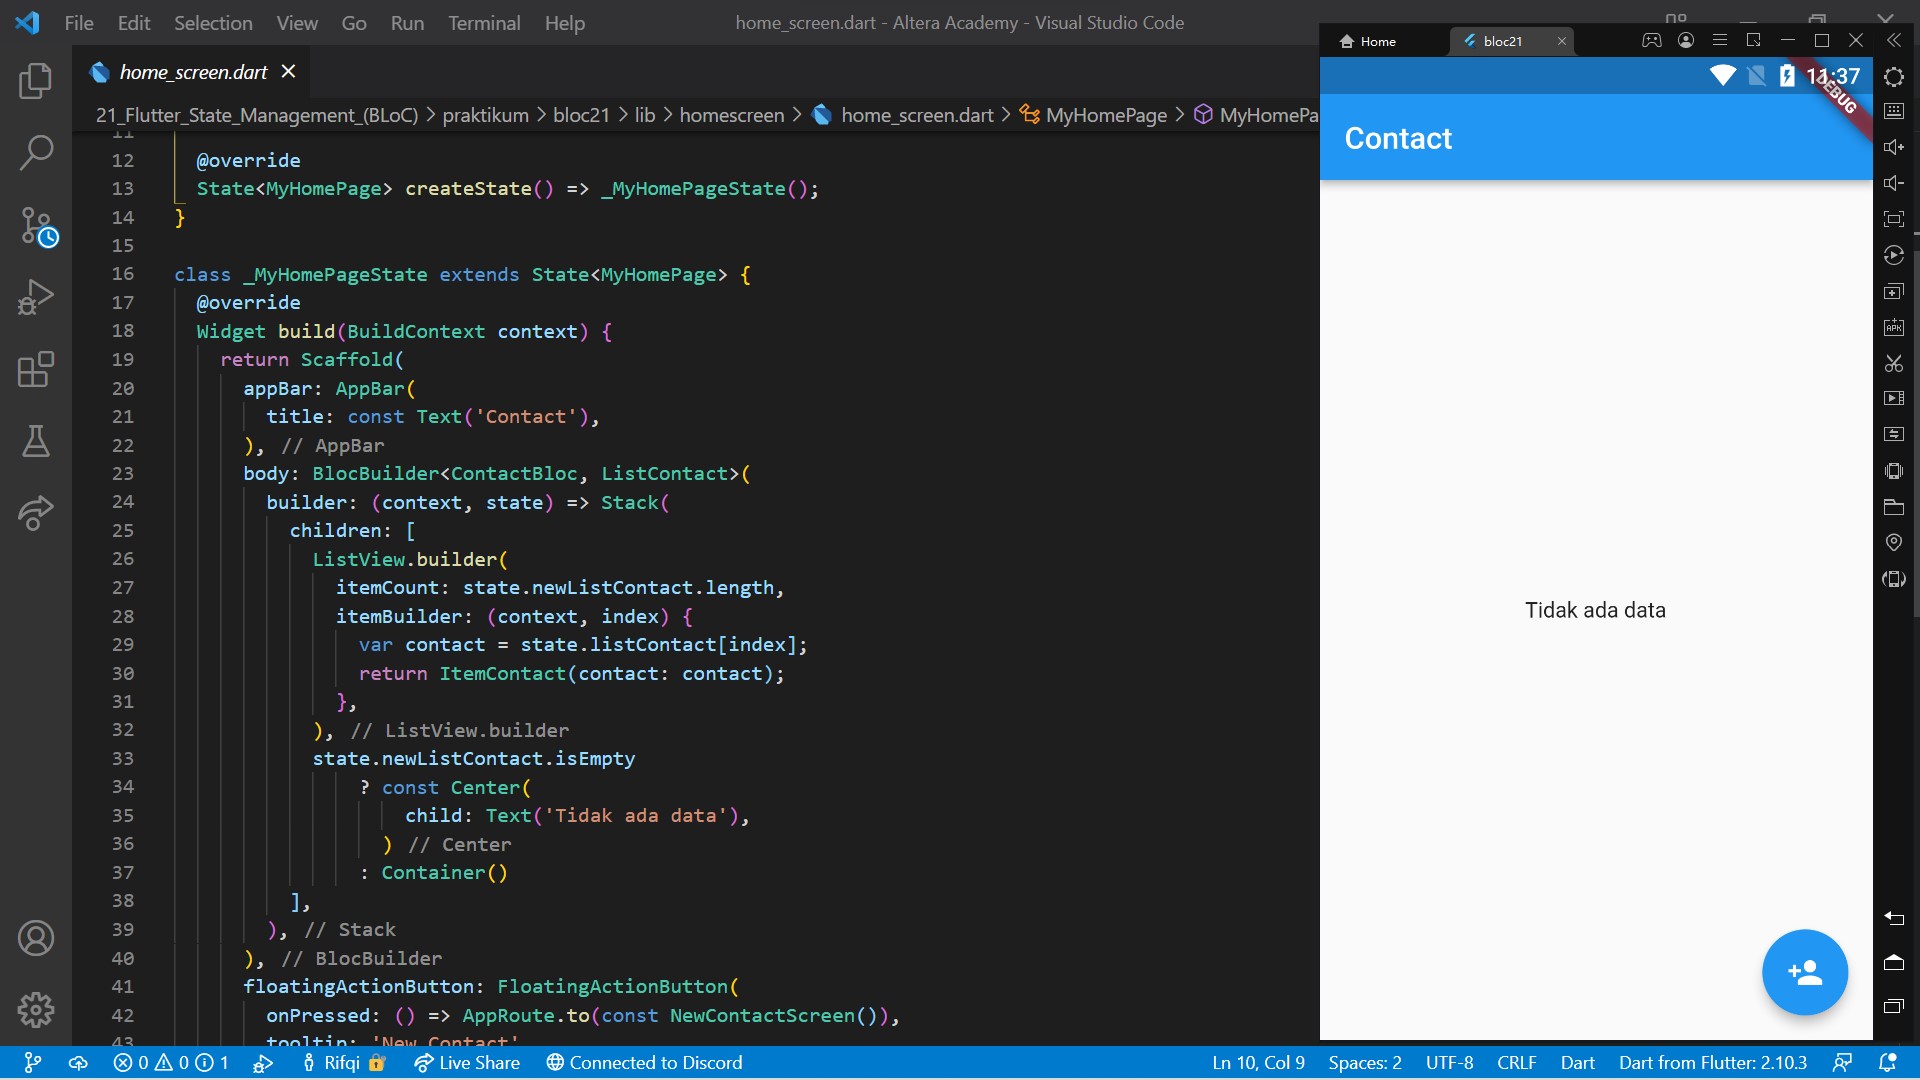 File Edit Selection View Go Run Terminal Help
home_screen.dart - Altera Academy - Visual Studio Code
home_screen.dart
21_Flutter_State_Management_(BLoC) > praktikum > bloc21 > lib > homescreen > home_screen.dart > MyHomePage > MyHomePa
11
12 @override
13 State<MyHomePage> createState() => _MyHomePageState();
14 }
15
16 class _MyHomePageState extends State<MyHomePage> {
17 @override
18 Widget build(BuildContext context) {
19 return Scaffold(
20 appBar: AppBar(
21 title: const Text('Contact'),
22 ), // AppBar
23 body: BlocBuilder<ContactBloc, ListContact>(
24 builder: (context, state) => Stack(
25 children: [
26 ListView.builder(
27 itemCount: state.newListContact.length,
28 itemBuilder: (context, index) {
29 var contact = state.listContact[index];
30 return ItemContact(contact: contact);
31 },
32 ), // ListView.builder
33 state.newListContact.isEmpty
34 ? const Center(
35 child: Text('Tidak ada data'),
36 ) // Center
37 : Container()
38 ],
39 ), // Stack
40 ), // BlocBuilder
41 floatingActionButton: FloatingActionButton(
42 onPressed: () => AppRoute.to(const NewContactScreen()),
43 tooltip: 'New Contact',
Home
bloc21
11:37
DEBUG
Contact
Tidak ada data
APK
0 0 1 Rifqi Live Share Connected to Discord
Ln 10, Col 9 Spaces: 2 UTF-8 CRLF Dart Dart from Flutter: 2.10.3